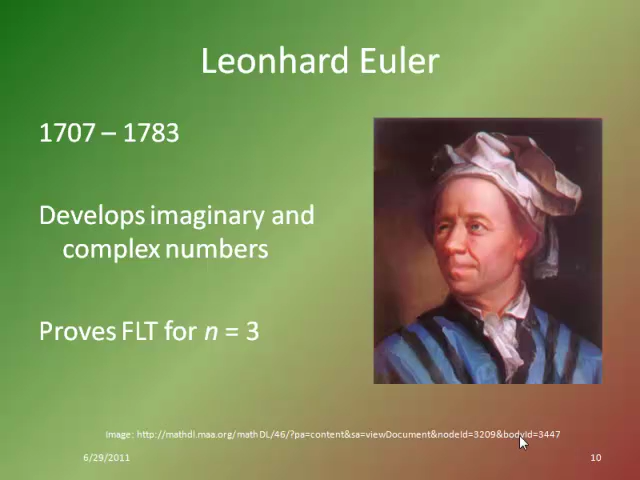 Leonhard Euler
1707 – 1783
Develops imaginary and
complex numbers
Proves FLT for n = 3
Image: http://mathdl.maa.org/mathDL/46/?pa=content&sa=viewDocument&nodeId=3209&bodyId=3447
6/29/2011
10